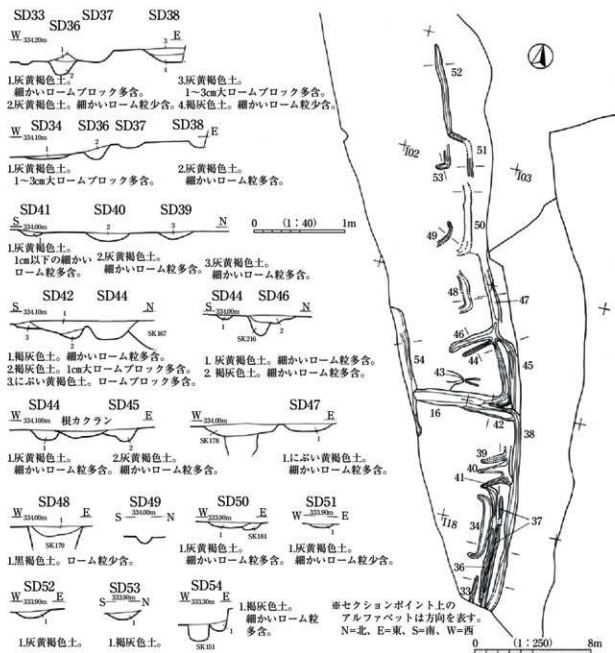 SD33 SD37 SD38
SD36
W 334.20m E
1 2 3 4
1.灰黄褐色土。
細かいロームブロック多含。
2.灰黄褐色土。細かいローム粒少含。
3.灰黄褐色土。
1～3cm大ロームブロック多含。
4.褐灰色土。細かいローム粒少含。
SD34 SD36 SD37 SD38
W 334.10m E
1 2
1.灰黄褐色土。
1～3cm大ロームブロック多含。
2.灰黄褐色土。
細かいローム粒多含。
SD41 SD40 SD39
S 334.00m N
1 2 3
0 (1:40) 1m
1.灰黄褐色土。
1cm以下の細かい
ローム粒多含。
2.灰黄褐色土。
細かいローム粒多含。
3.灰黄褐色土。
細かいローム粒多含。
SD42 SD44
S 334.10m N
1 2 3
SK167
SD44 SD46
S 334.00m N
1 2
SK216
1.褐灰色土。細かいローム粒多含。
2.褐灰色土。1cm大ロームブロック多含。
3.にぶい黄褐色土。ロームブロック多含。
1. 灰黄褐色土。細かいローム粒多含。
2. 褐灰色土。細かいローム粒多含。
SD44 根カクラン SD45
W 334.100m E
1 2
1.灰黄褐色土。
細かいローム粒多含。
2.灰黄褐色土。
細かいローム粒多含。
SD47
W 334.00m E
1
SK178
1.にぶい黄褐色土。
細かいローム粒多含。
SD48
W 334.00m E
1
SK179
1.黒褐色土。ローム粒少含。
SD49
S 334.00m N
SD50
W 333.90m E
1
SK181
1.灰黄褐色土。
細かいローム粒多含。
SD51
W 333.90m E
1
1.灰黄褐色土。
細かいローム粒多含。
SD52
W 333.90m E
1
1.灰黄褐色土。
SD53
S 333.90m N
1
1.褐灰色土。
SD54
W 333.30m E
1
SK151
1.褐灰色土。
細かいローム粒
多含。
52
I02
51
I03
53
50
49
48
47
46
44
45
54
43
16
42
38
39
40
41
I18
34
37
36
33
※セクションポイント上の
アルファベットは方向を表す。
N=北、E=東、S=南、W=西
0 (1:250) 8m